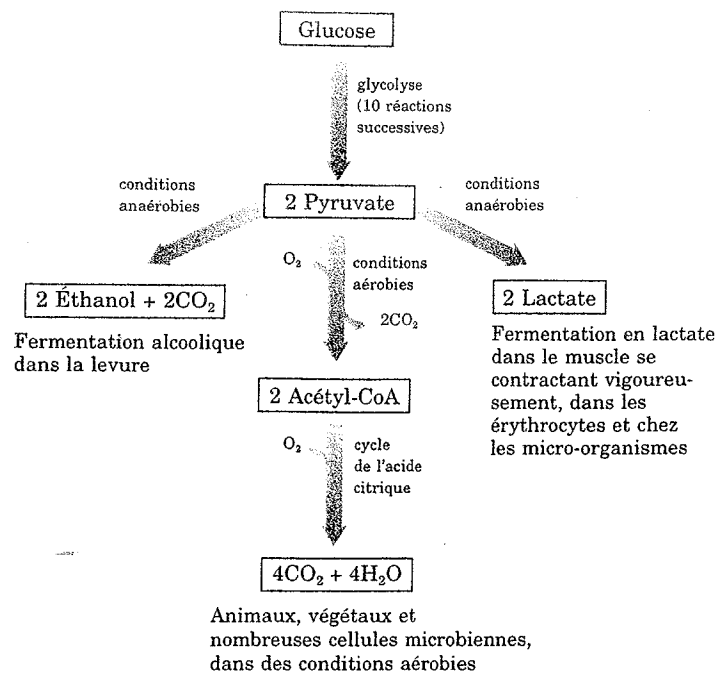 Glucose
glycolyse
(10 réactions
successives)
conditions
anaérobies
2 Pyruvate
conditions
anaérobies
O₂
conditions
aérobies
2CO₂
2 Éthanol + 2CO₂
Fermentation alcoolique
dans la levure
2 Lactate
Fermentation en lactate
dans le muscle se
contractant vigoureu-
sement, dans les
érythrocytes et chez
les micro-organismes
2 Acétyl-CoA
O₂
cycle
de l'acide
citrique
4CO₂ + 4H₂O
Animaux, végétaux et
nombreuses cellules microbiennes,
dans des conditions aérobies